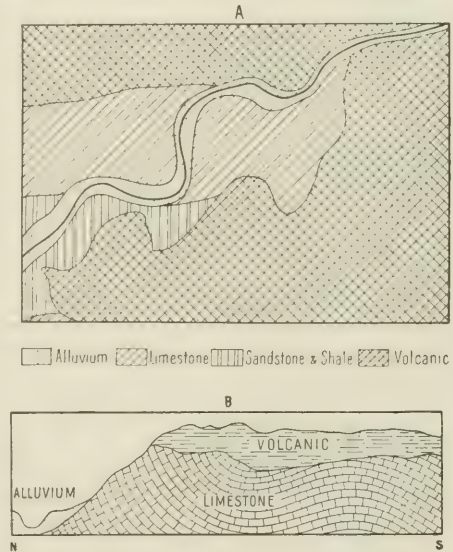 A
Alluvium Limestone Sandstone & Shale Volcanic
B
VOLCANIC
ALLUVIUM
LIMESTONE
N S